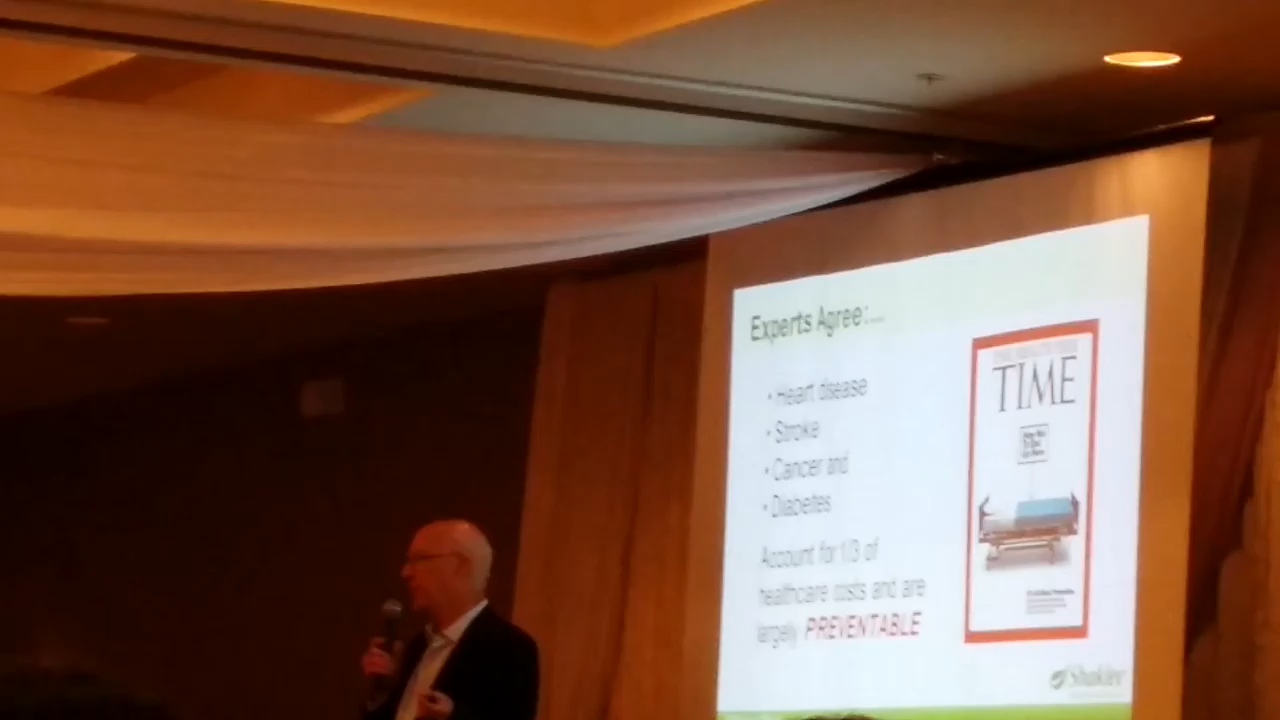 Experts Agree:...
• Heart disease
• Stroke
• Cancer and
• Diabetes
Account for 1/3 of
healthcare costs and are
largely PREVENTABLE
TIME
Shaklee